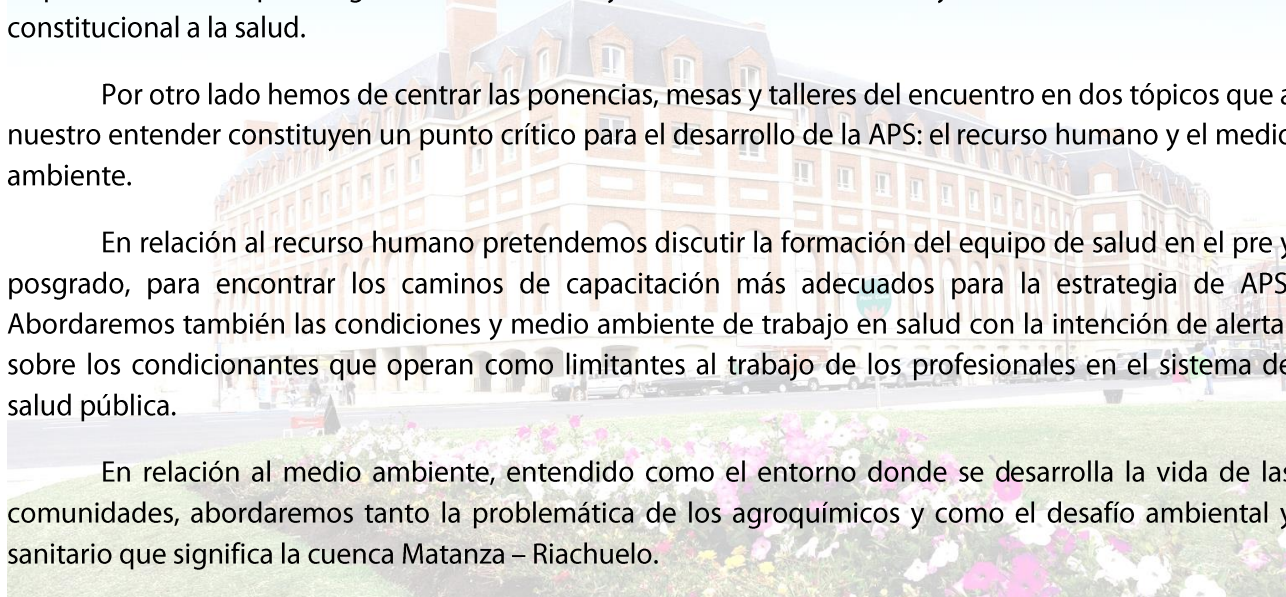 constitucional a la salud.
Por otro lado hemos de centrar las ponencias, mesas y talleres del encuentro en dos tópicos que a
nuestro entender constituyen un punto crítico para el desarrollo de la APS: el recurso humano y el medio
ambiente.
En relación al recurso humano pretendemos discutir la formación del equipo de salud en el pre y
posgrado, para encontrar los caminos de capacitación más adecuados para la estrategia de APS
Abordaremos también las condiciones y medio ambiente de trabajo en salud con la intención de alerta
sobre los condicionantes que operan como limitantes al trabajo de los profesionales en el sistema de
salud pública.
En relación al medio ambiente, entendido como el entorno donde se desarrolla la vida de las
comunidades, abordaremos tanto la problemática de los agroquímicos y como el desafío ambiental y
sanitario que significa la cuenca Matanza – Riachuelo.